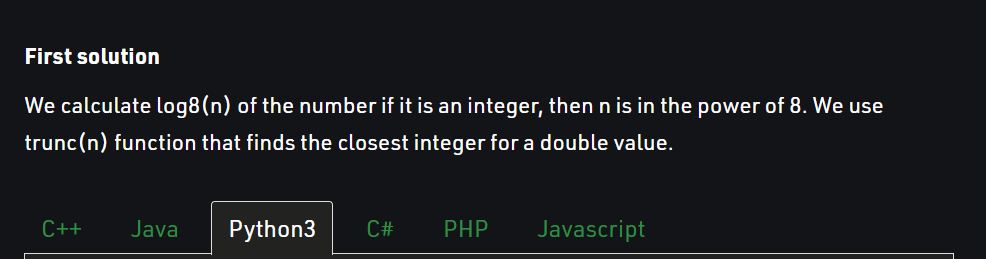 First solution
We calculate log8(n) of the number if it is an integer, then n is in the power of 8. We use
trunc(n) function that finds the closest integer for a double value.
C++ Java Python3 C# PHP Javascript